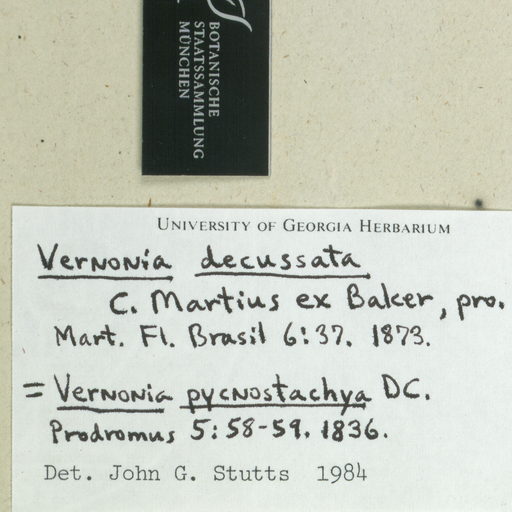 BOTANISCHE
STAATSSAMMLUNG
MÜNCHEN
UNIVERSITY OF GEORGIA HERBARIUM
Vernonia decussata
C. Martius ex Baker, pro.
Mart. Fl. Brasil 6:37. 1873.
= Vernonia pycnostachya DC.
Prodromus 5:58-59. 1836.
Det. John G. Stutts 1984